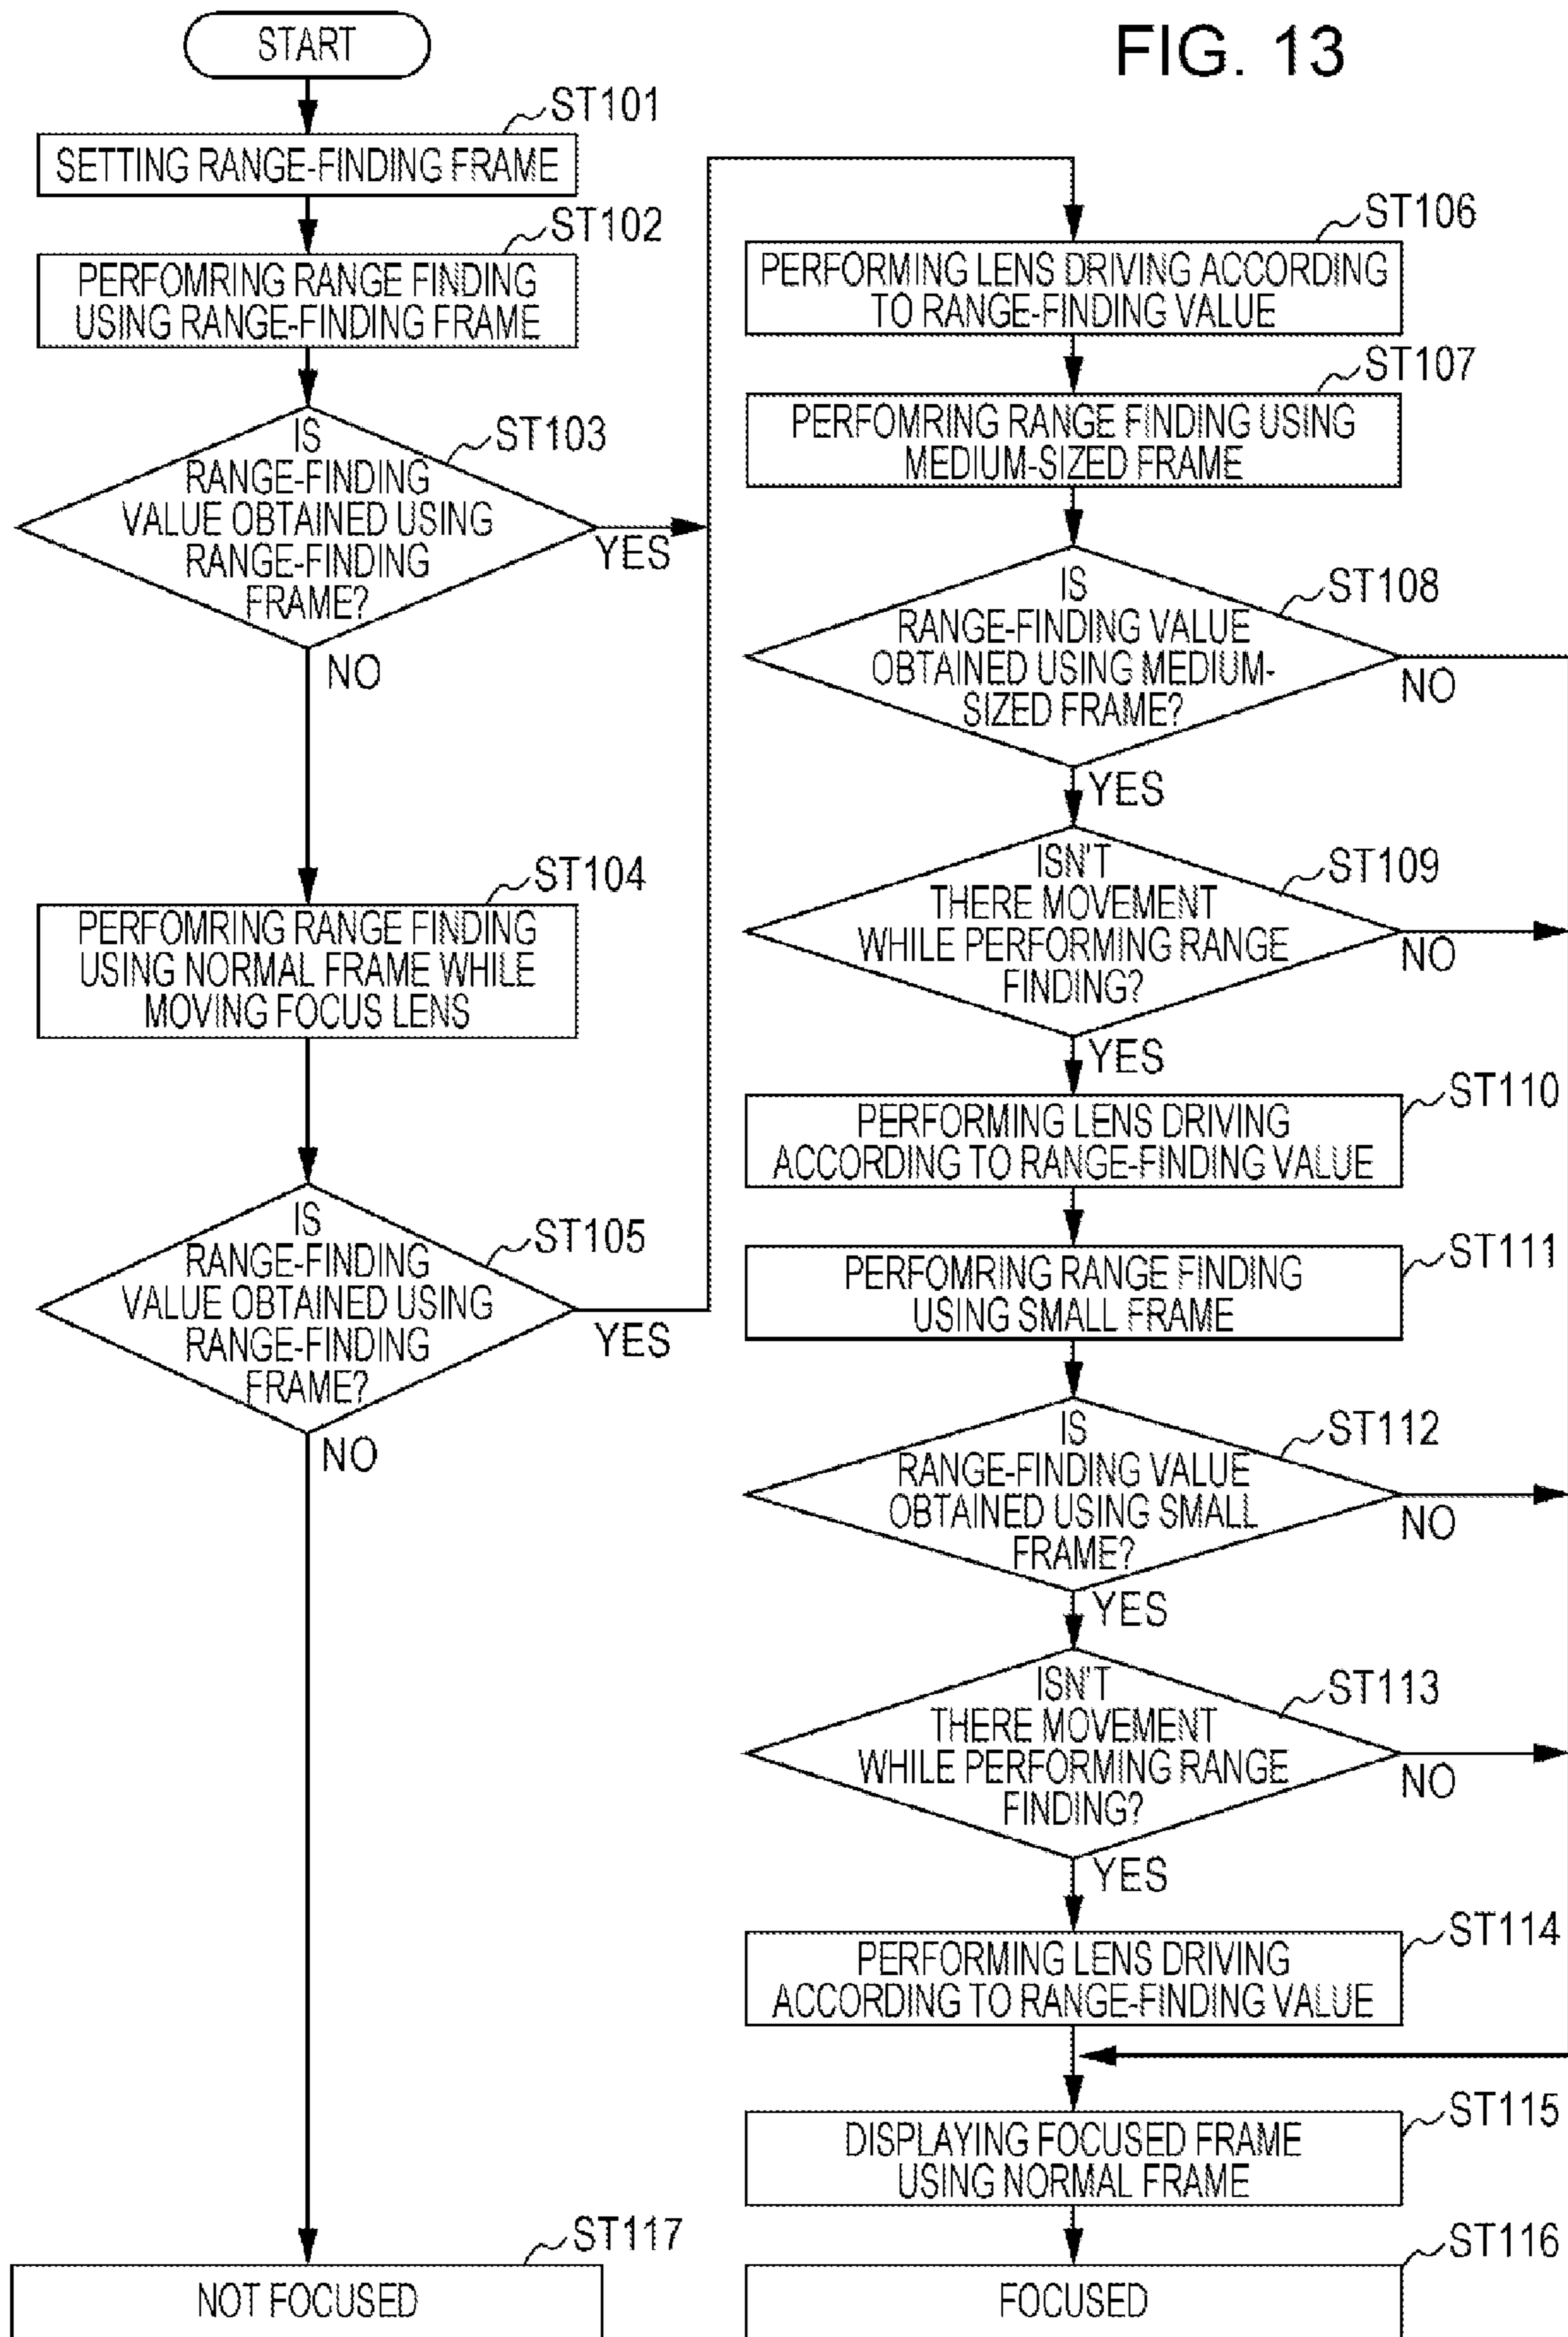 FIG. 13
START
ST101
SETTING RANGE-FINDING FRAME
ST102
PERFOMRING RANGE FINDING
USING RANGE-FINDING FRAME
ST103
IS
RANGE-FINDING
VALUE OBTAINED USING
RANGE-FINDING
FRAME?
YES
NO
ST104
PERFOMRING RANGE FINDING
USING NORMAL FRAME WHILE
MOVING FOCUS LENS
ST105
IS
RANGE-FINDING
VALUE OBTAINED USING
RANGE-FINDING
FRAME?
YES
NO
ST117
NOT FOCUSED
ST106
PERFORMING LENS DRIVING ACCORDING
TO RANGE-FINDING VALUE
ST107
PERFOMRING RANGE FINDING USING
MEDIUM-SIZED FRAME
ST108
IS
RANGE-FINDING VALUE
OBTAINED USING MEDIUM-
SIZED FRAME?
NO
YES
ST109
ISN'T
THERE MOVEMENT
WHILE PERFORMING RANGE
FINDING?
NO
YES
ST110
PERFORMING LENS DRIVING
ACCORDING TO RANGE-FINDING VALUE
ST111
PERFOMRING RANGE FINDING
USING SMALL FRAME
ST112
IS
RANGE-FINDING VALUE
OBTAINED USING SMALL
FRAME?
NO
YES
ST113
ISN'T
THERE MOVEMENT
WHILE PERFORMING RANGE
FINDING?
NO
YES
ST114
PERFORMING LENS DRIVING
ACCORDING TO RANGE-FINDING VALUE
ST115
DISPLAYING FOCUSED FRAME
USING NORMAL FRAME
ST116
FOCUSED